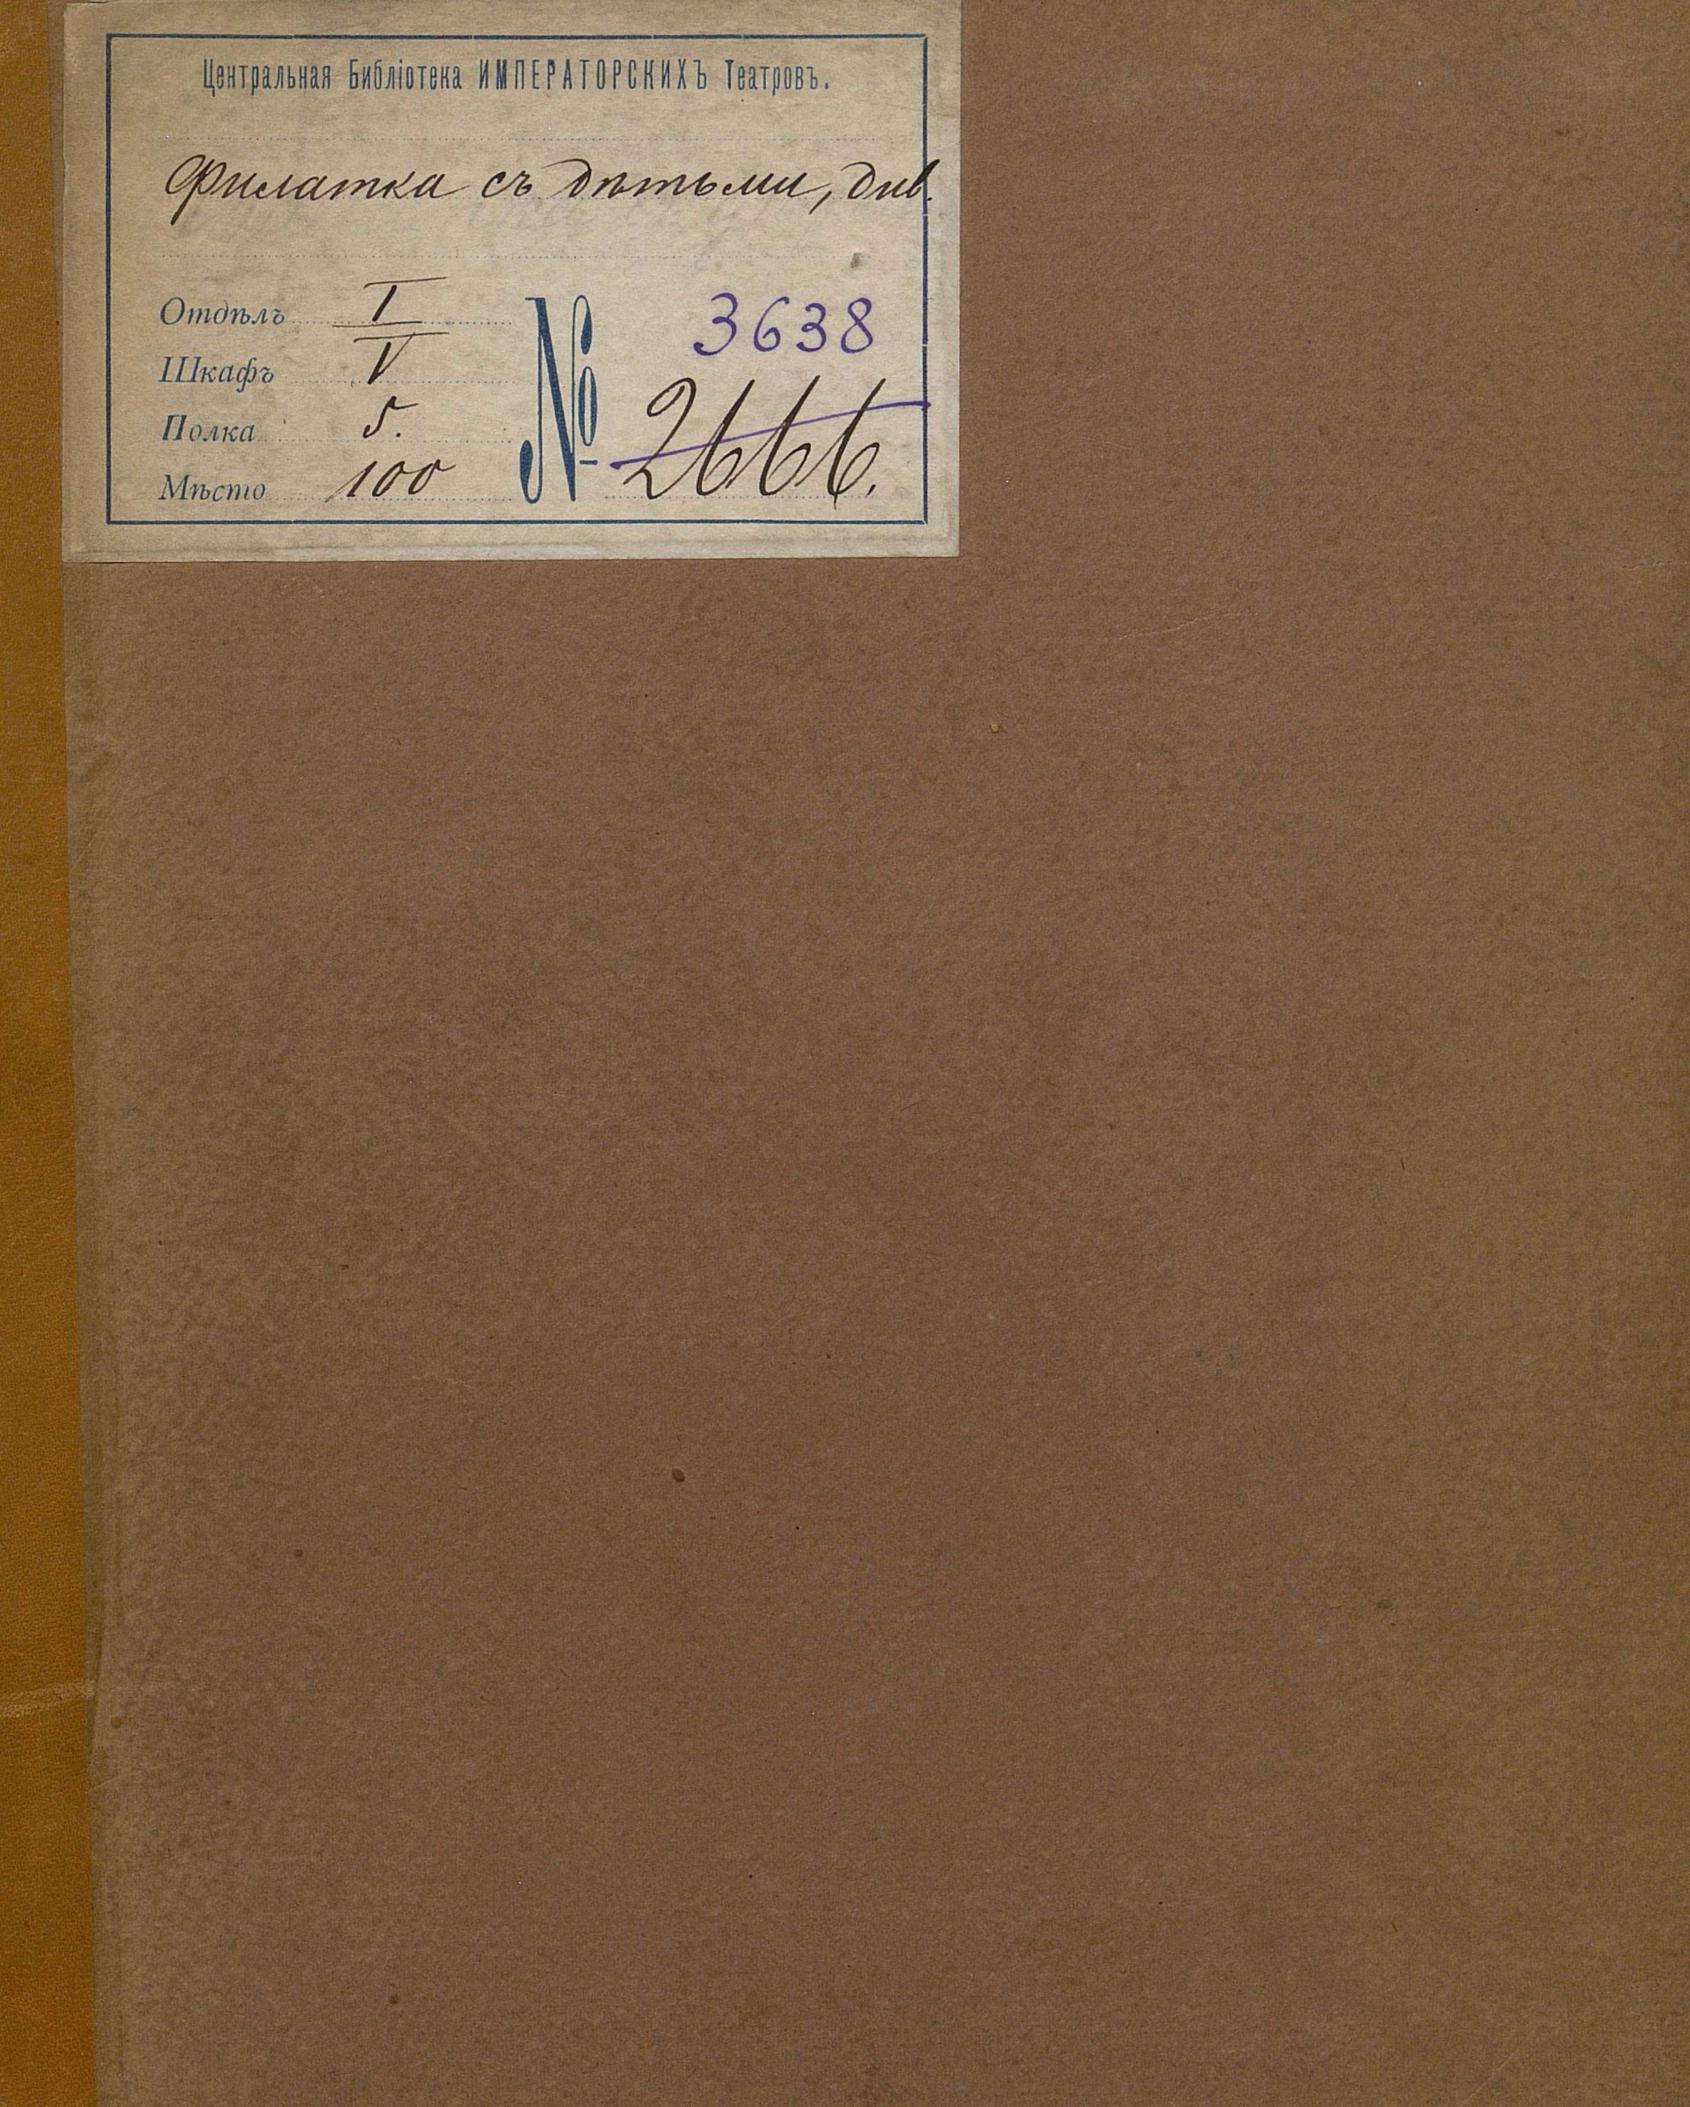 Центральная Библіотека ИМПЕРАТОРСКИХЪ Театровъ.
Филатка съ дѣтьми, див.
Отдѣлъ I
Шкафъ V
Полка 5.
Мѣсто 100
№ 3638
2666.